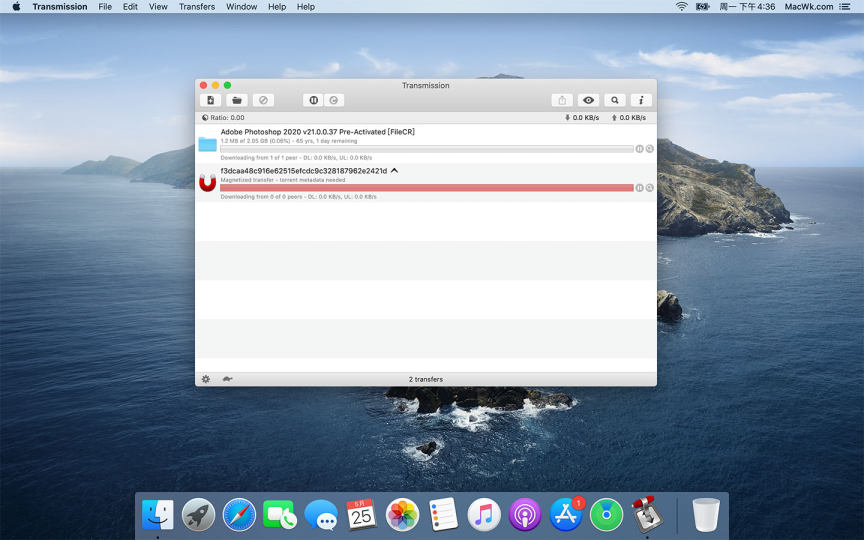 Transmission File Edit View Transfers Window Help Help 周一 下午4:36 MacWk.com
Transmission
Ratio: 0.00 0.0 KB/s 0.0 KB/s
Adobe Photoshop 2020 v21.0.0.37 Pre-Activated [FileCR]
1.2 MB of 2.05 GB (0.06%) - 65 yrs, 1 day remaining
Downloading from 1 of 1 peer - DL: 0.0 KB/s, UL: 0.0 KB/s
f3dcaa48c916e62515efcdc9c328187962e2421d
Magnetized transfer - torrent metadata needed
Downloading from 0 of 0 peers - DL: 0.0 KB/s, UL: 0.0 KB/s
2 transfers
5月
25
1